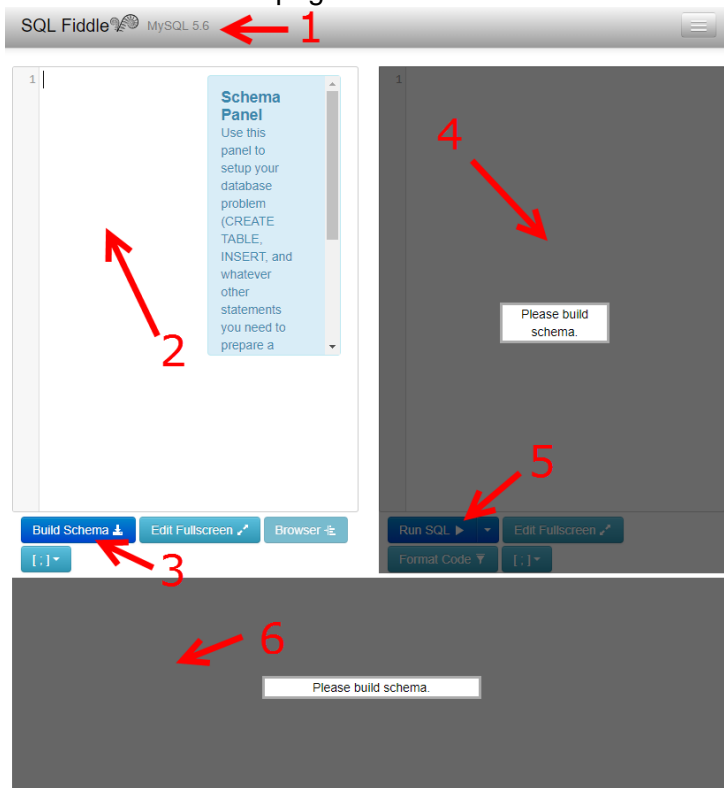 page
SQL Fiddle MySQL 5.6 1
1
Schema
Panel
Use this
panel to
setup your
database
problem
(CREATE
TABLE,
INSERT, and
whatever
other
statements
you need to
prepare a
2
Build Schema Edit Fullscreen Browser
[ ; ]
3
1
4
Please build
schema.
5
Run SQL Edit Fullscreen
Format Code [ ; ]
6
Please build schema.